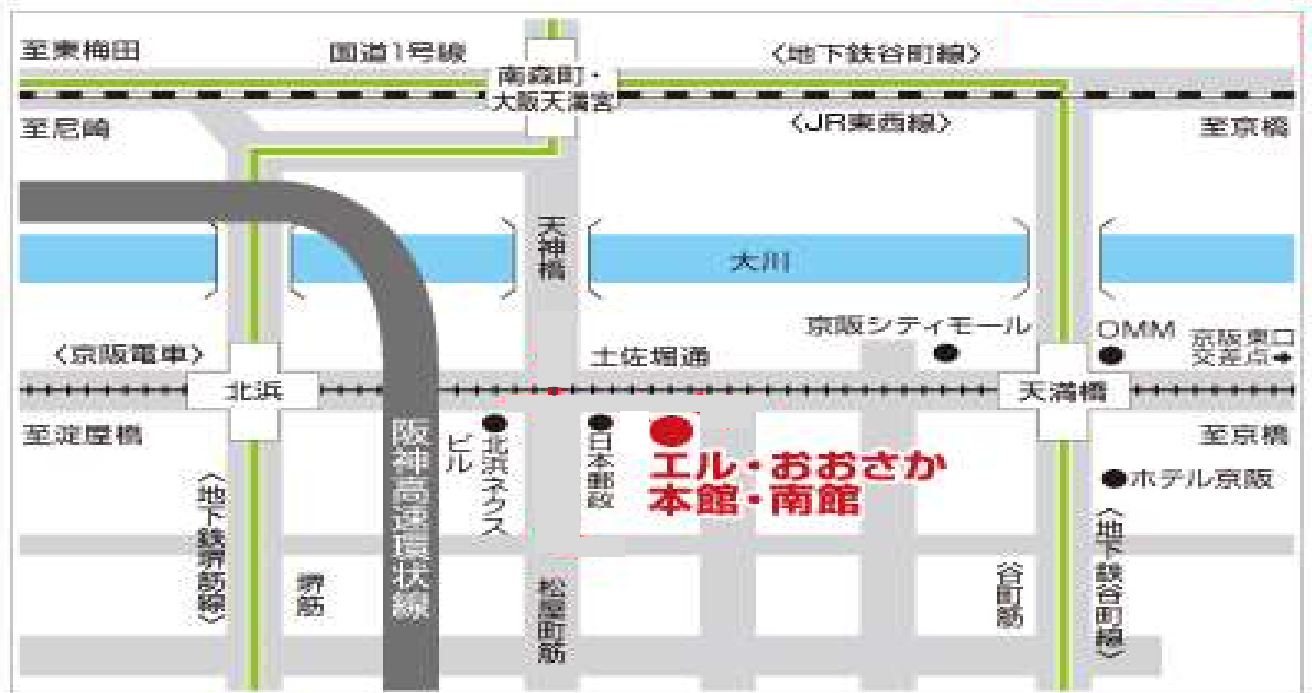 至東梅田
国道1号線
〈地下鉄谷町線〉
南森町・
大阪天満宮
至尼崎
〈JR東西線〉
至京橋
天神橋
大川
京阪シティモール
OMM
京阪東口
交差点→
〈京阪電車〉
土佐堀通
北浜
天満橋
至淀屋橋
阪神高速環状線
北浜ネクス
ビル
日本郵政
エル・おおさか
本館・南館
至京橋
ホテル京阪
〈地下鉄堺筋線〉
堺筋
松屋町筋
谷町筋
〈地下鉄谷町線〉